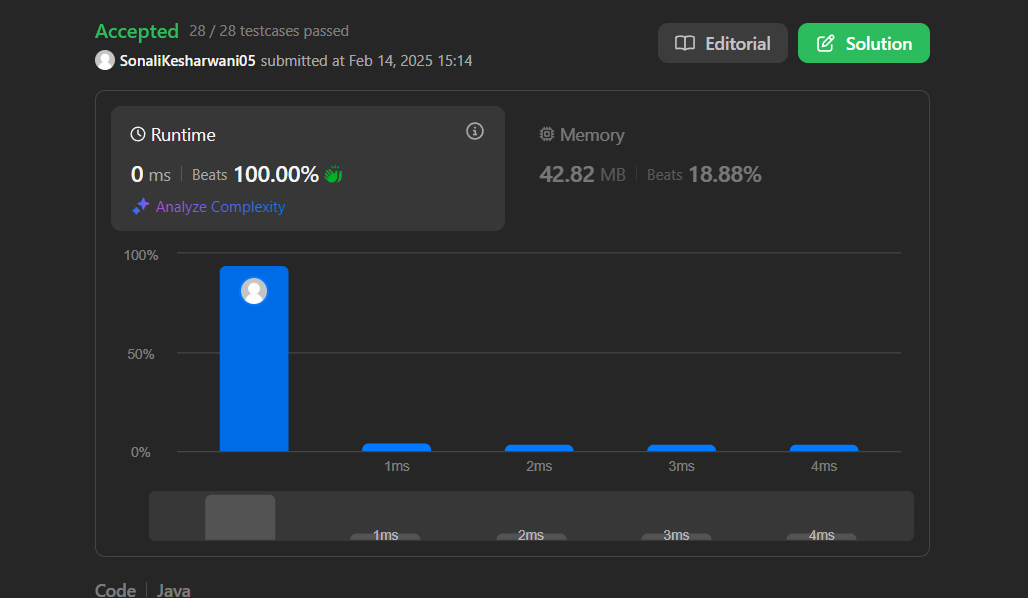 Accepted 28 / 28 testcases passed
SonaliKesharwani05 submitted at Feb 14, 2025 15:14
Editorial
Solution
Runtime
0 ms Beats 100.00%
Analyze Complexity
Memory
42.82 MB Beats 18.88%
100%
50%
0%
1ms 2ms 3ms 4ms
1ms 2ms 3ms 4ms
Code Java